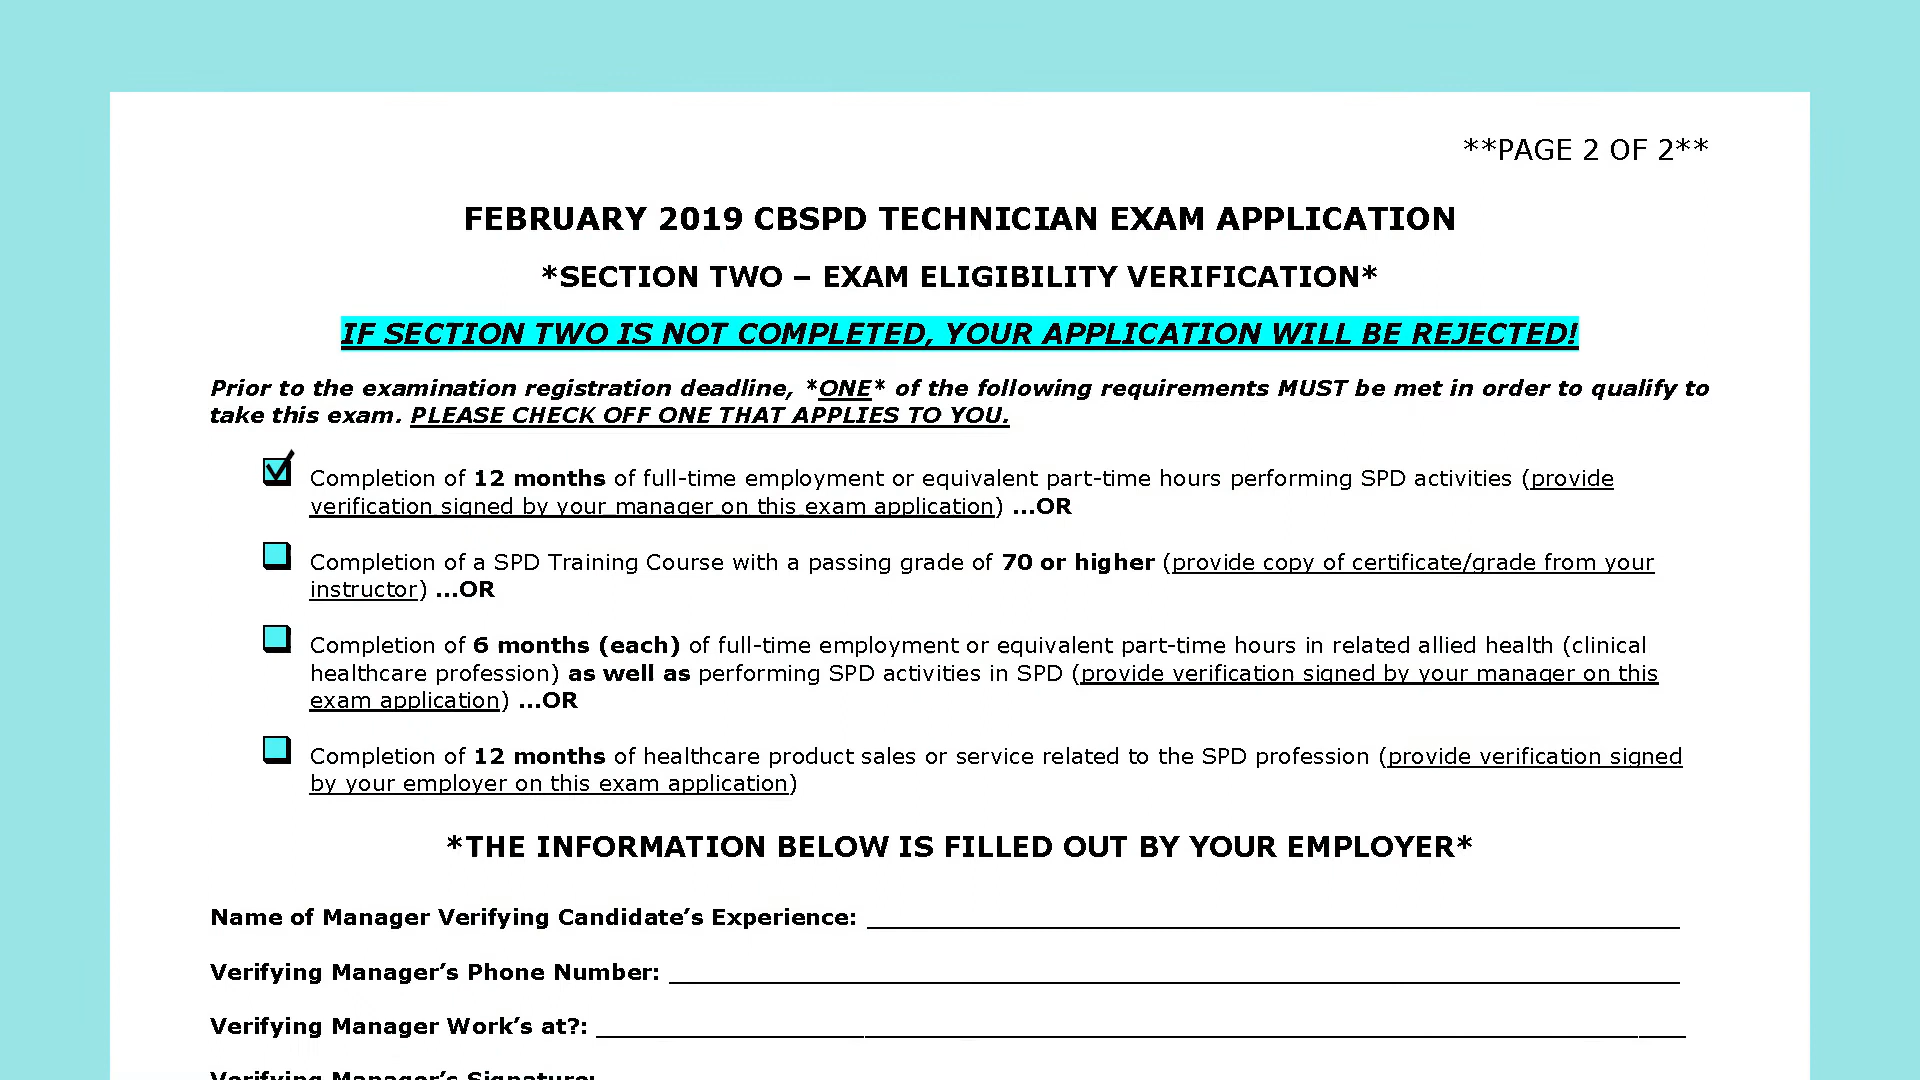 **PAGE 2 OF 2**
FEBRUARY 2019 CBSPD TECHNICIAN EXAM APPLICATION
*SECTION TWO – EXAM ELIGIBILITY VERIFICATION*
IF SECTION TWO IS NOT COMPLETED, YOUR APPLICATION WILL BE REJECTED!
Prior to the examination registration deadline, *ONE* of the following requirements MUST be met in order to qualify to
take this exam. PLEASE CHECK OFF ONE THAT APPLIES TO YOU.
Completion of 12 months of full-time employment or equivalent part-time hours performing SPD activities (provide
verification signed by your manager on this exam application) ...OR
Completion of a SPD Training Course with a passing grade of 70 or higher (provide copy of certificate/grade from your
instructor) ...OR
Completion of 6 months (each) of full-time employment or equivalent part-time hours in related allied health (clinical
healthcare profession) as well as performing SPD activities in SPD (provide verification signed by your manager on this
exam application) ...OR
Completion of 12 months of healthcare product sales or service related to the SPD profession (provide verification signed
by your employer on this exam application)
*THE INFORMATION BELOW IS FILLED OUT BY YOUR EMPLOYER*
Name of Manager Verifying Candidate’s Experience:
Verifying Manager’s Phone Number:
Verifying Manager Work’s at?:
Verifying Manager’s Signature: